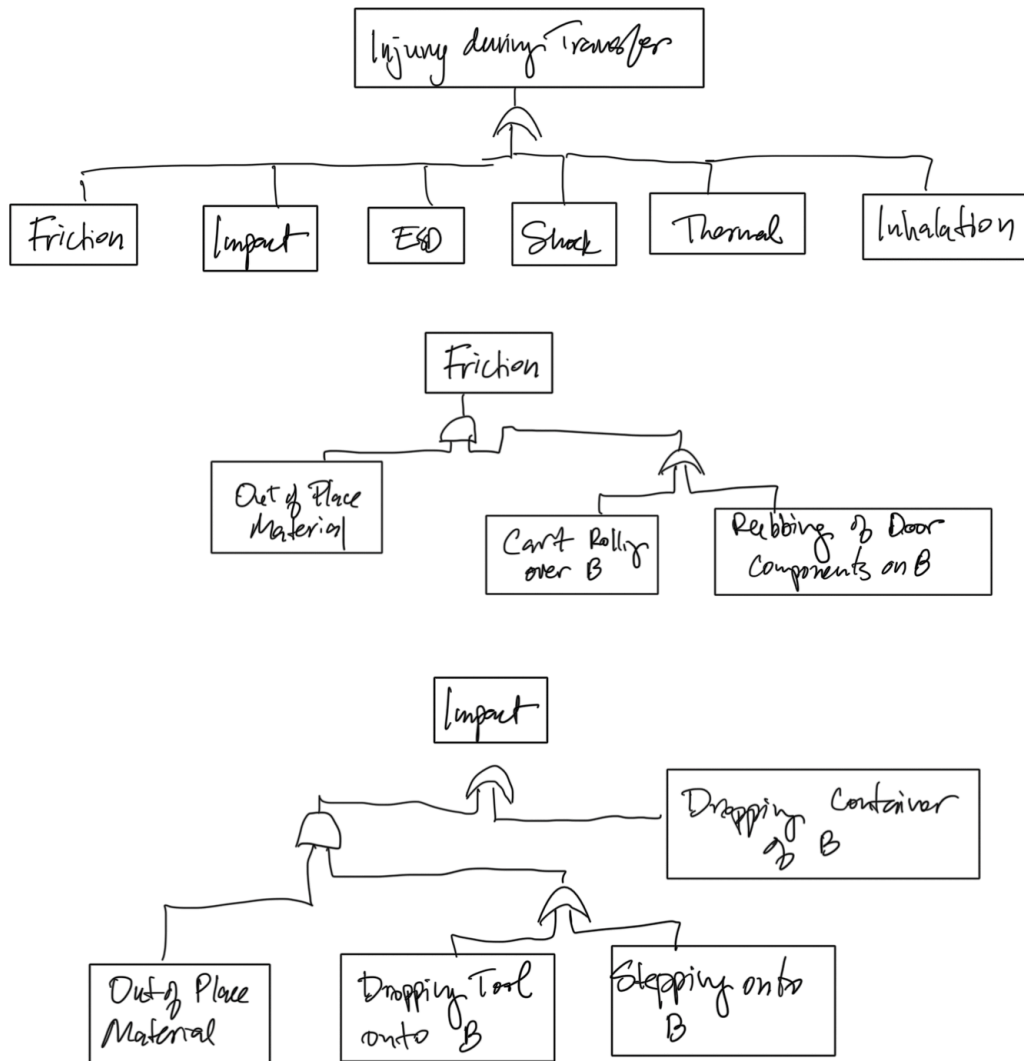 Injury during Transfer
Friction
Impact
ESD
Shock
Thermal
Inhalation
Friction
Out of Place
Material
Cart Rolling
over B
Rubbing of Door
Components on B
Impact
Dropping Container
of B
Out of Place
Material
Dropping Tool
onto B
Stepping onto
B